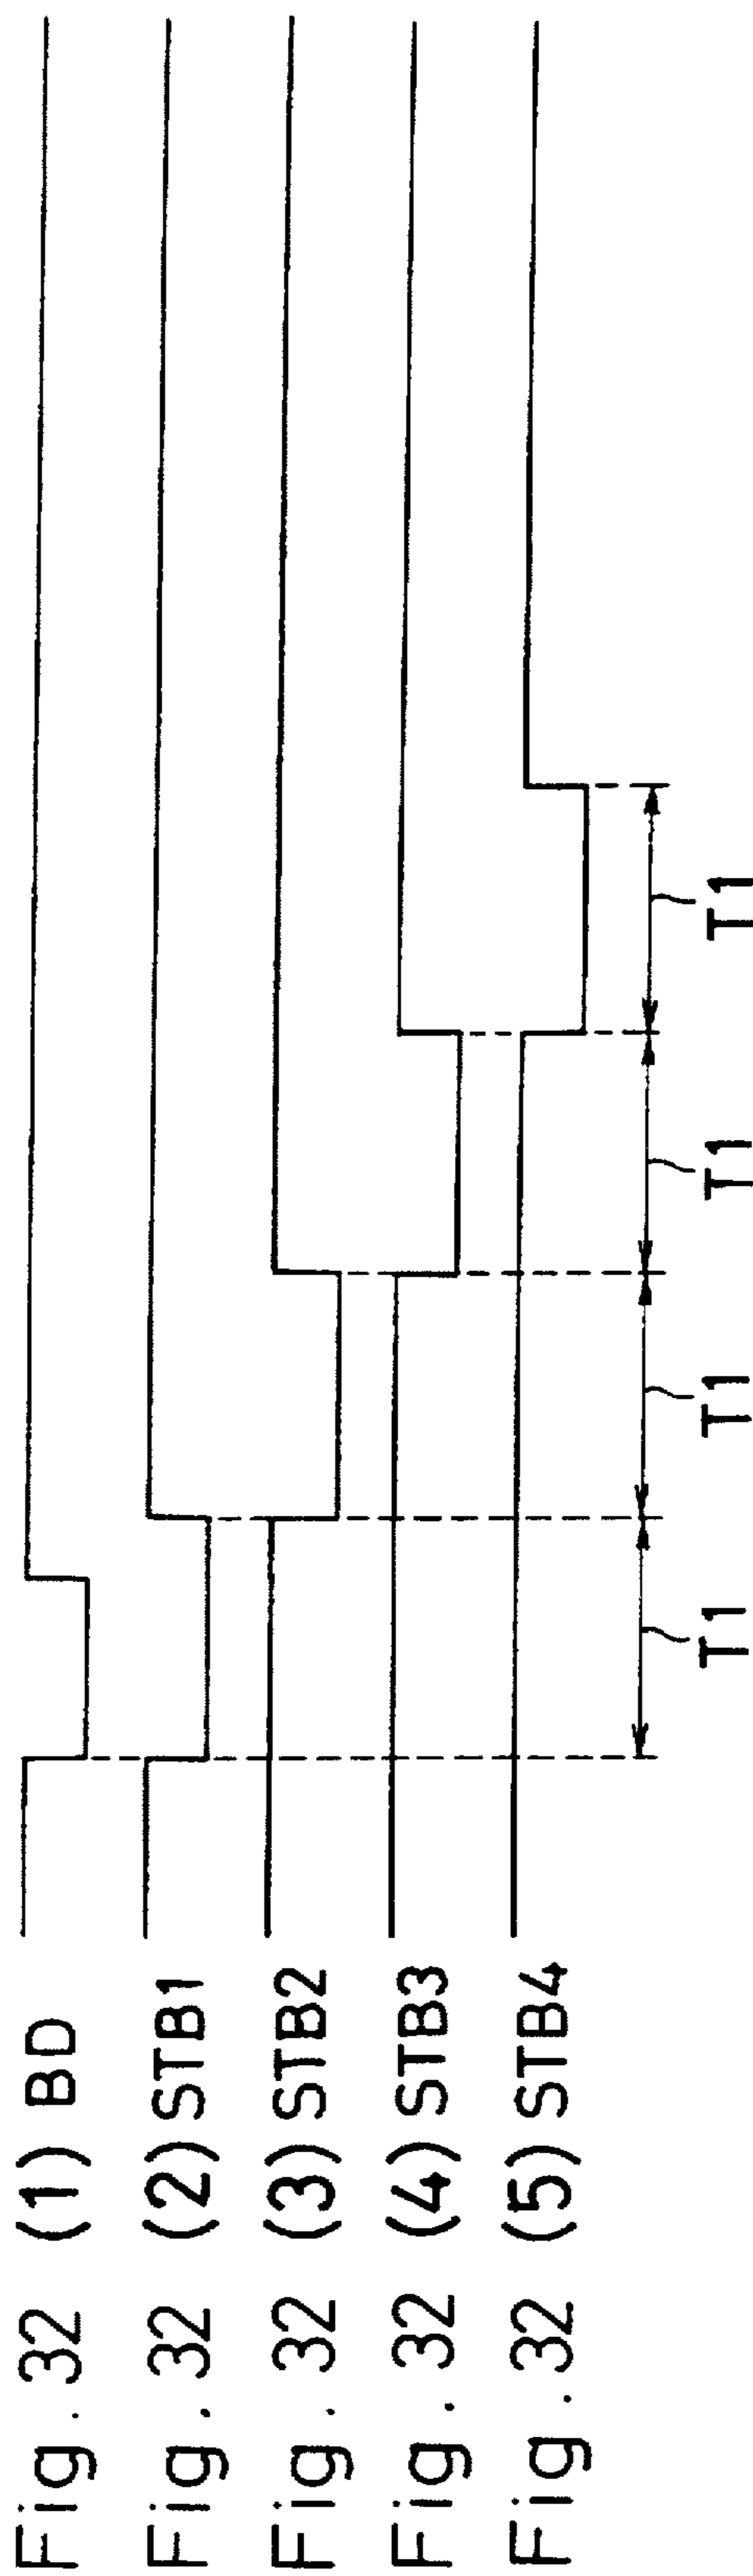 Fig. 32 (1) BD
Fig. 32 (2) STB1
Fig. 32 (3) STB2
Fig. 32 (4) STB3
Fig. 32 (5) STB4
T1 T1 T1 T1